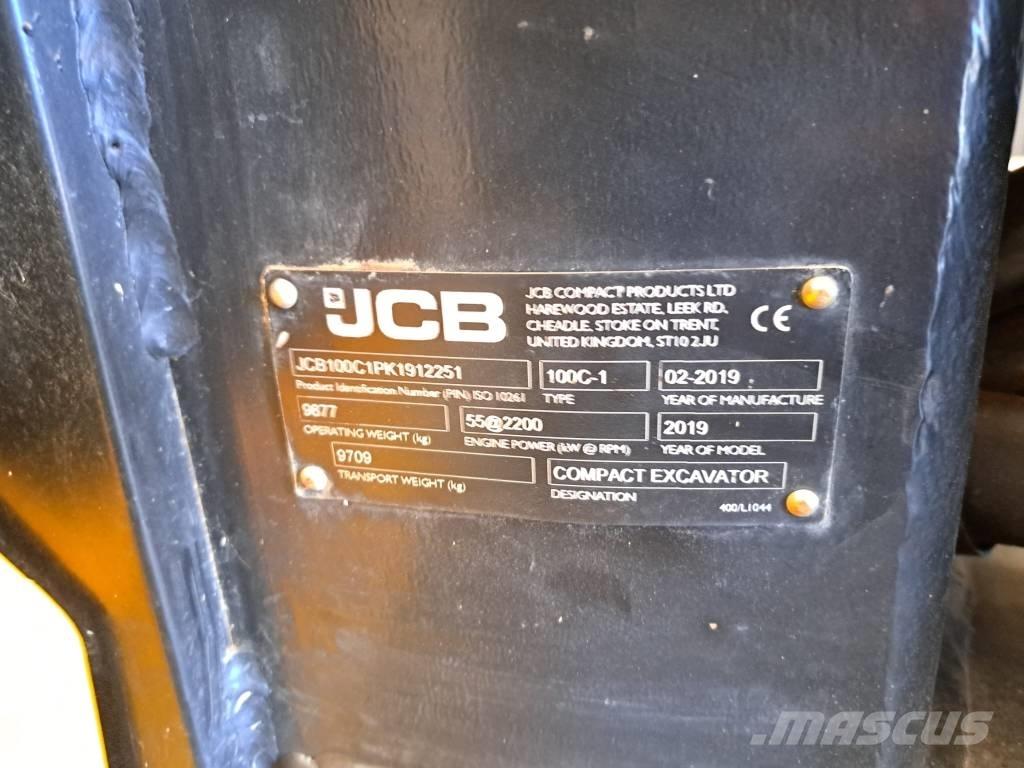 JCB
JCB COMPACT PRODUCTS LTD
HAREWOOD ESTATE, LEEK RD,
CHEADLE, STOKE ON TRENT,
UNITED KINGDOM, ST10 2JU
CE
JCB100C1PK1912251
Product Identification Number (PIN) ISO 10261
100C-1
TYPE
02-2019
YEAR OF MANUFACTURE
9877
OPERATING WEIGHT (kg)
55@2200
ENGINE POWER (kW @ RPM)
2019
YEAR OF MODEL
9709
TRANSPORT WEIGHT (kg)
COMPACT EXCAVATOR
DESIGNATION
400/L1044
MASCUS